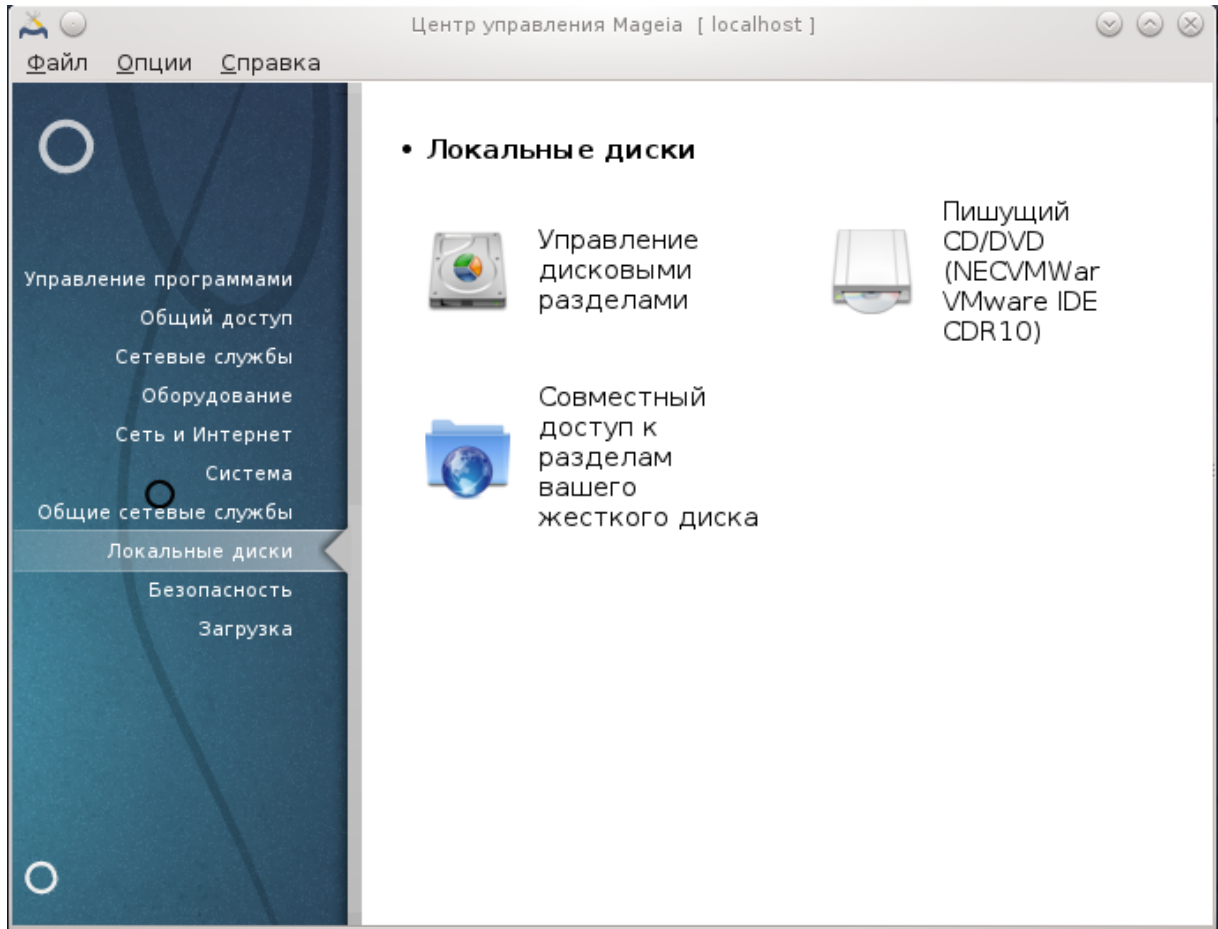 Центр управления Mageia [ localhost ]
Файл Опции Справка
Управление программами
Общий доступ
Сетевые службы
Оборудование
Сеть и Интернет
Система
Общие сетевые службы
Локальные диски
Безопасность
Загрузка
• Локальные диски
Управление
дисковыми
разделами
Пишущий
CD/DVD
(NECVMWar
VMware IDE
CDR10)
Совместный
доступ к
разделам
вашего
жесткого диска